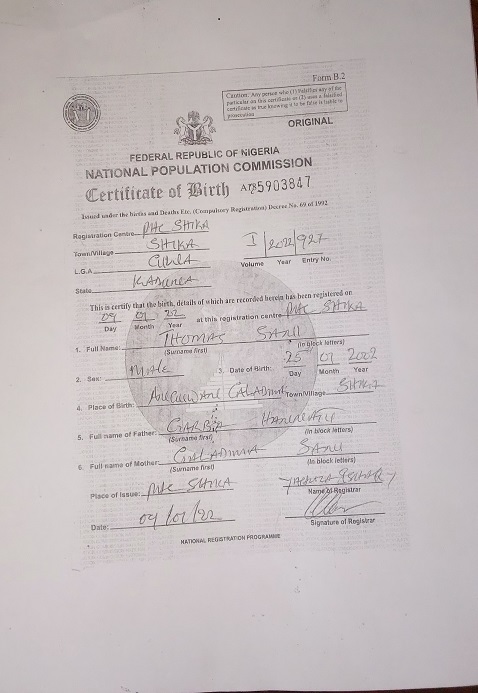 Form B.2
Caution: Any person who (1) falsifies any of the
particular on this certificate or (2) uses a falsified
certificate as true knowing it to be false is liable to
prosecution
ORIGINAL
FEDERAL REPUBLIC OF NIGERIA
NATIONAL POPULATION COMMISSION
Certificate of Birth 5903847
Issued under the births and Deaths Etc. (Compulsory Registration) Decree No. 69 of 1992
Registration Centre PHC SHIKA
Town/Village SHIKA I 2022 927
L.G.A GIWA Volume Year Entry No.
State KADUNA
This is certify that the birth, details of which are recorded herein has been registered on
09 01 22 at this registration centre PHC SHIKA
Day Month Year
1. Full Name: THOMAS SANI
(Surname first) (In block letters)
2. Sex: MALE 3. Date of Birth: 25 01 2002
Day Month Year
4. Place of Birth: Town/Village SHIKA
5. Full name of Father: GARBA
(Surname first) (In block letters)
6. Full name of Mother: SANI
(Surname first) (In block letters)
Place of Issue: PHC SHIKA
Name of Registrar
Date: 09/01/22
Signature of Registrar
NATIONAL REGISTRATION PROGRAMME